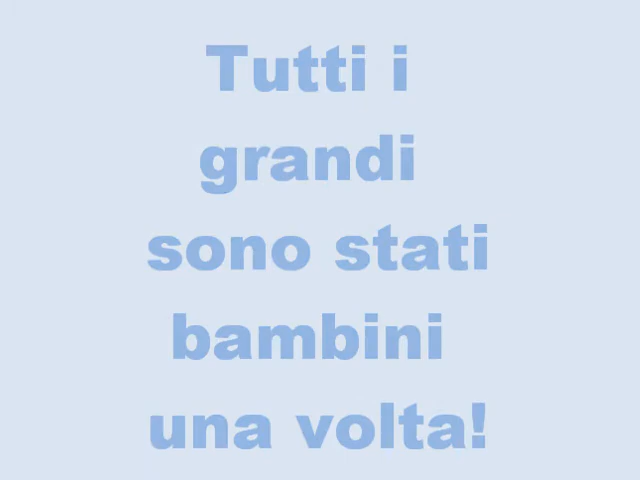 Tutti i
grandi
sono stati
bambini
una volta!